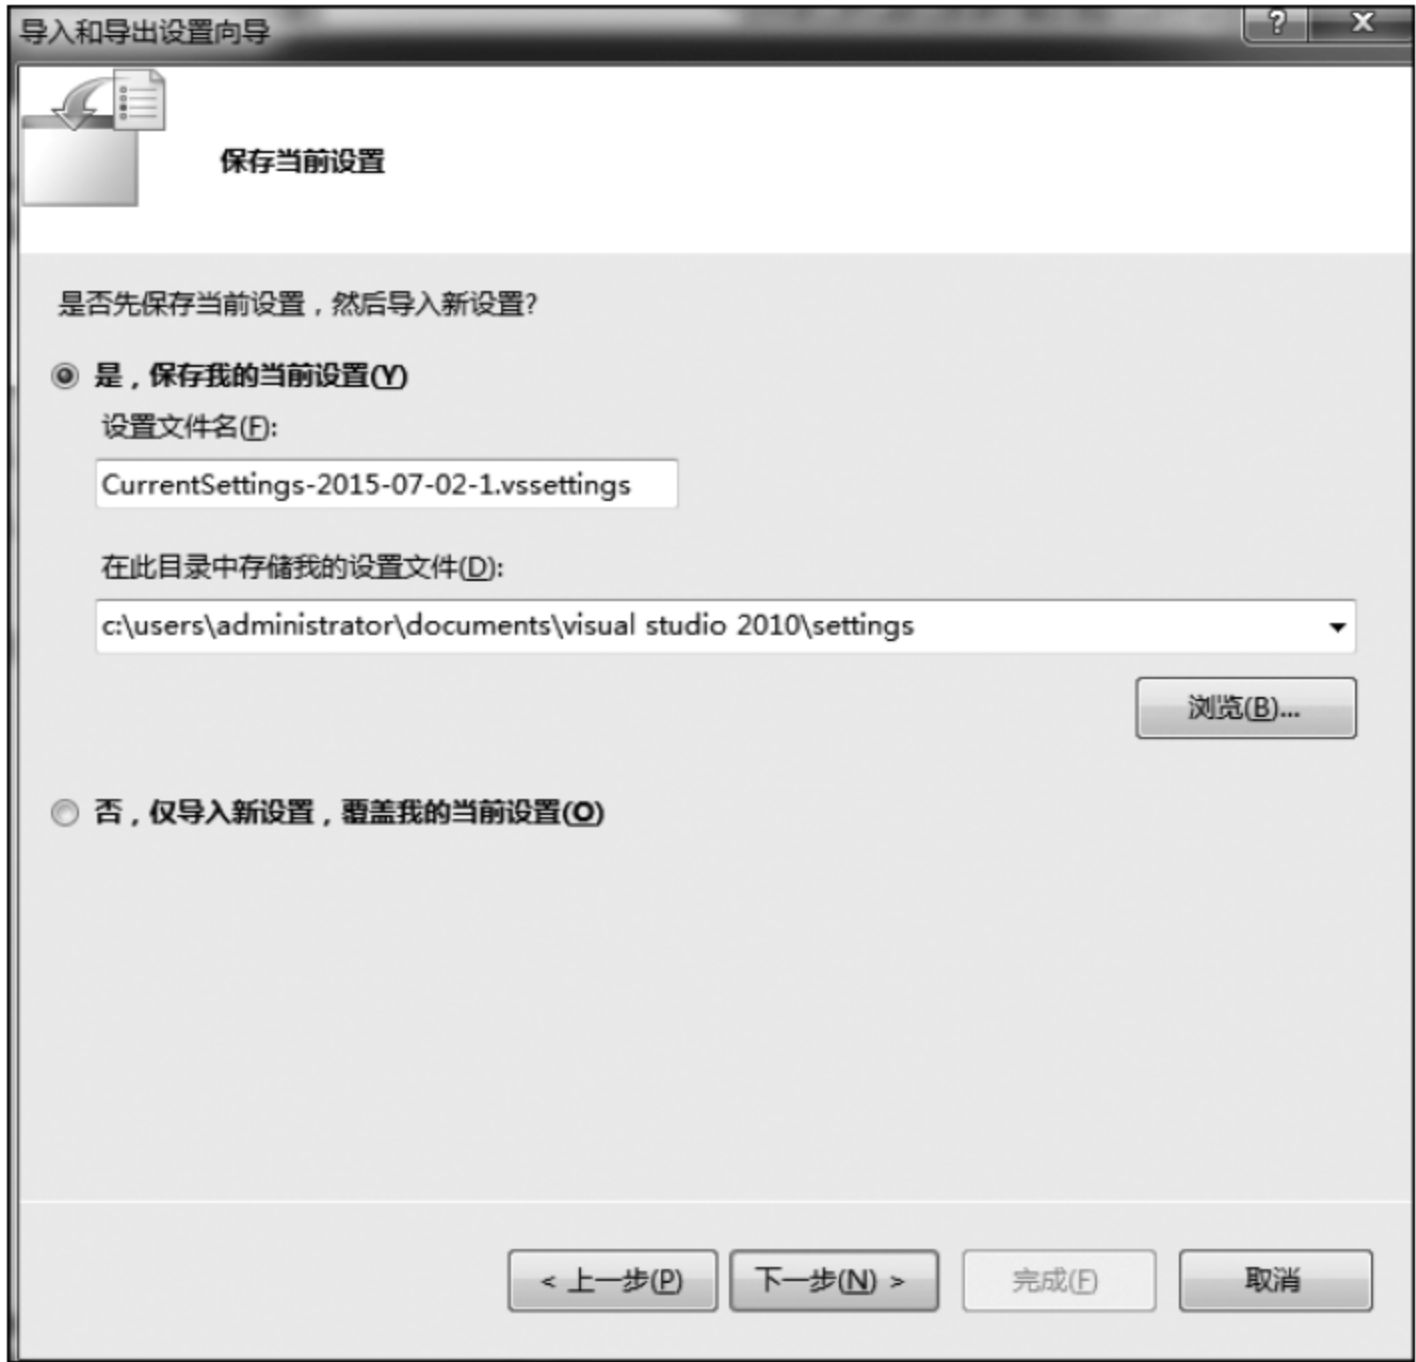 导入和导出设置向导
?
保存当前设置
是否先保存当前设置，然后导入新设置?
是，保存我的当前设置(Y)
设置文件名(F):
CurrentSettings-2015-07-02-1.vssettings
在此目录中存储我的设置文件(D):
c:\users\administrator\documents\visual studio 2010\settings
浏览(B)...
否，仅导入新设置，覆盖我的当前设置(O)
< 上一步(P) 下一步(N) > 完成(F) 取消